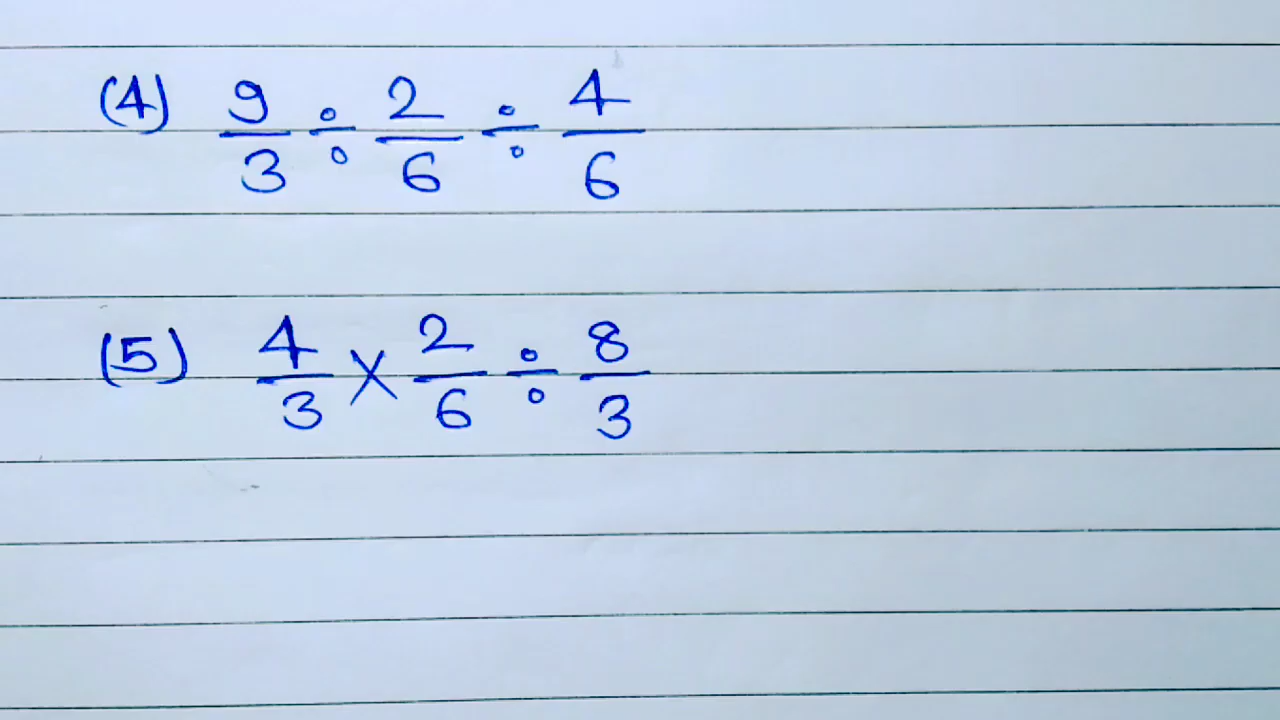 (4) 9/3 ÷ 2/6 ÷ 4/6
(5) 4/3 × 2/6 ÷ 8/3